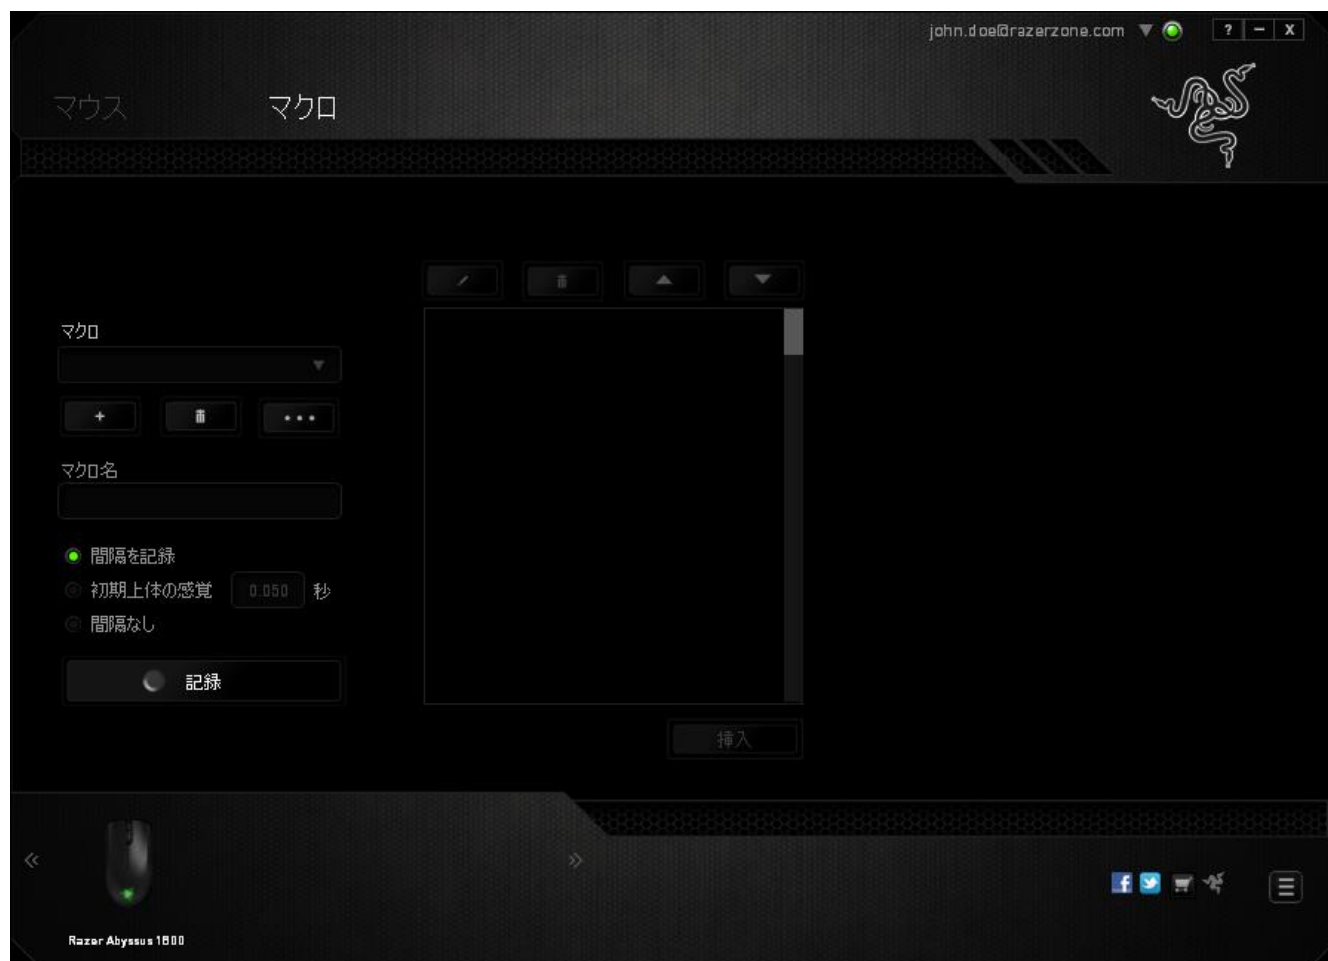 john.doe@razerzone.com ? – X
マウス マクロ
マクロ
マクロ名
間隔を記録
初期上体の感覚 0.050 秒
間隔なし
記録
挿入
Razer Abyssus 1800